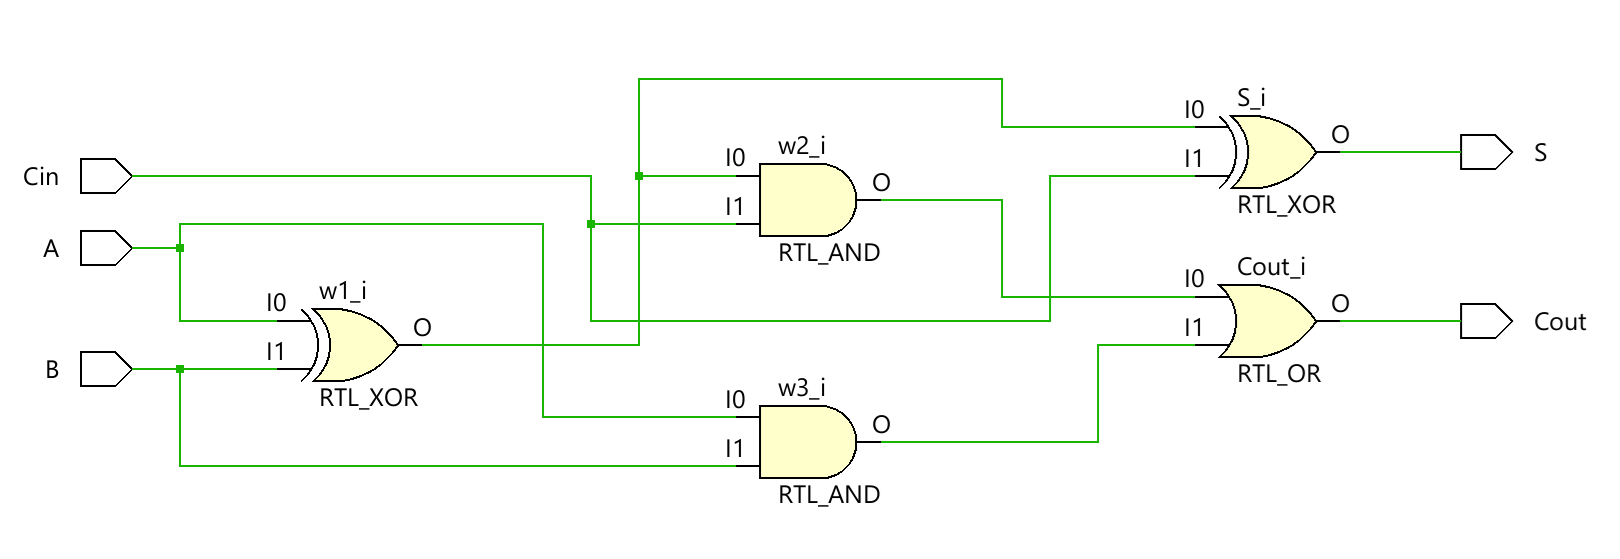 S_i
I0
I1
O
RTL_XOR
S
w2_i
I0
I1
O
RTL_AND
Cin
A
w1_i
I0
I1
O
RTL_XOR
B
Cout_i
I0
I1
O
RTL_OR
Cout
w3_i
I0
I1
O
RTL_AND